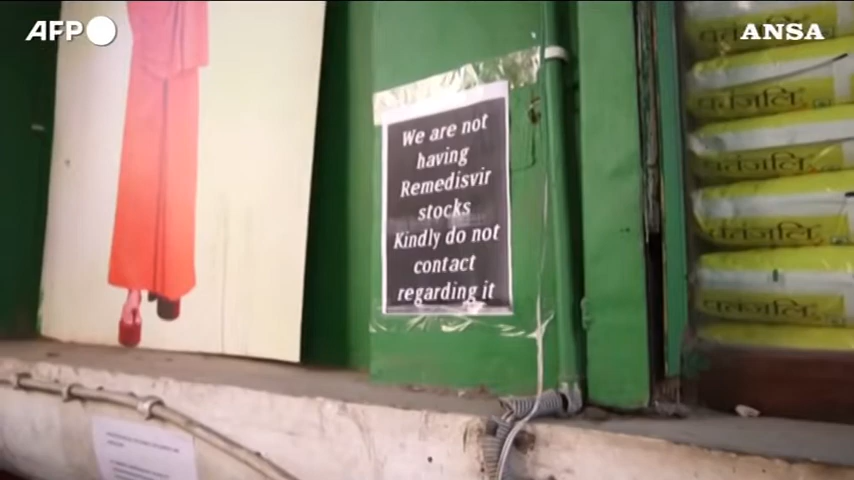 AFP
ANSA
We are not
having
Remedisvir
stocks
Kindly do not
contact
regarding it
पतंजलि
पतंजलि
पतंजलि
पतंजलि
पतंजलि